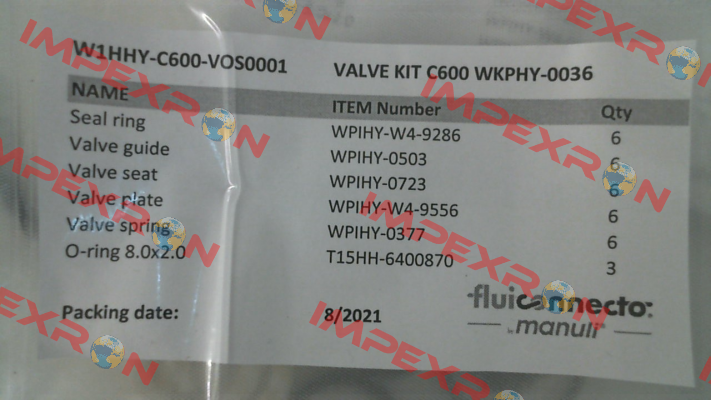 W1HHY-C600-VOS0001 VALVE KIT C600 WKPHY-0036
NAME ITEM Number Qty
Seal ring WPIHY-W4-9286 6
Valve guide WPIHY-0503 6
Valve seat WPIHY-0723 6
Valve plate WPIHY-W4-9556 6
Valve spring WPIHY-0377 6
O-ring 8.0x2.0 T15HH-6400870 3
Packing date: 8/2021
fluiconnecto:
by manuli
IMPEXRON
IMPEXRON
IMPEXRON
IMPEXRON
IMPEXRON
IMPEXRON